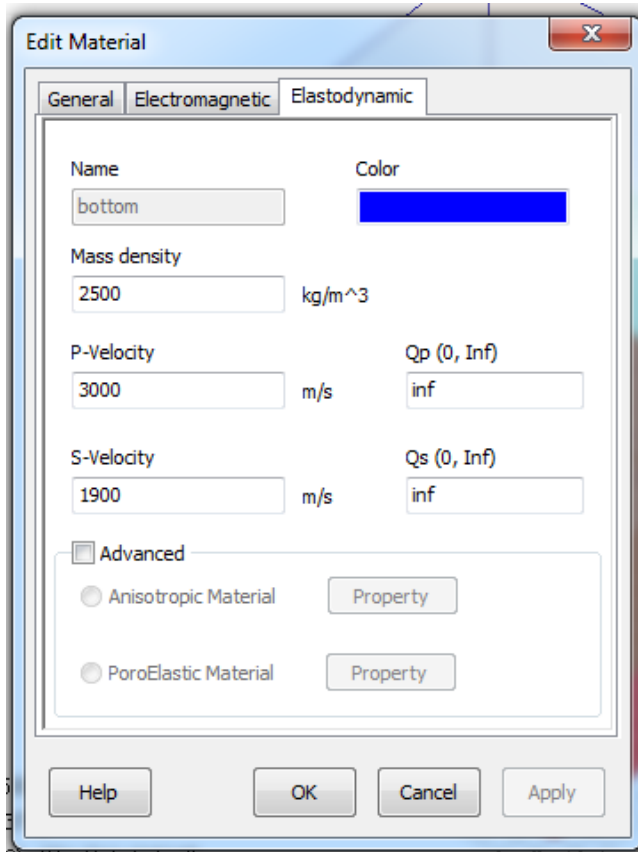 Edit Material
General Electromagnetic Elastodynamic
Name Color
bottom
Mass density
2500 kg/m^3
P-Velocity Qp (0, Inf)
3000 m/s inf
S-Velocity Qs (0, Inf)
1900 m/s inf
Advanced
Anisotropic Material Property
PoroElastic Material Property
Help OK Cancel Apply